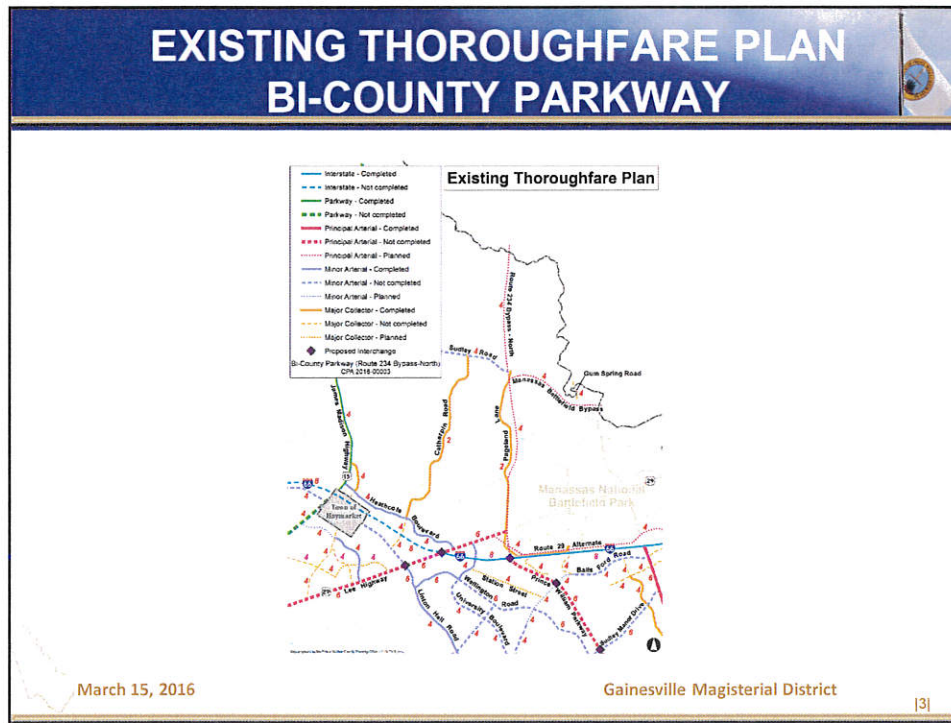 EXISTING THOROUGHFARE PLAN
BI-COUNTY PARKWAY
Existing Thoroughfare Plan
Interstate - Completed
Interstate - Not completed
Parkway - Completed
Parkway - Not completed
Principal Arterial - Completed
Principal Arterial - Not completed
Principal Arterial - Planned
Minor Arterial - Completed
Minor Arterial - Not completed
Minor Arterial - Planned
Major Collector - Completed
Major Collector - Not completed
Major Collector - Planned
Proposed Interchange
Bi-County Parkway (Route 234 Bypass-North)
CPA 2016-00003
Route 234 Bypass - North
Sudley Road
Gum Spring Road
Manassas Battlefield Bypass
James Madison Highway
Catharpin Road
Pageland Lane
15
29
Manassas National
Battlefield Park
66
Town of
Haymarket
Heathcote Boulevard
Route 29 - Alternate
66
66
Balls Ford Road
Lee Highway
29
Station Street
Prince William Parkway
Wellington Road
University Boulevard
Linton Hall Road
Sudley Manor Drive
March 15, 2016
Gainesville Magisterial District
|3|